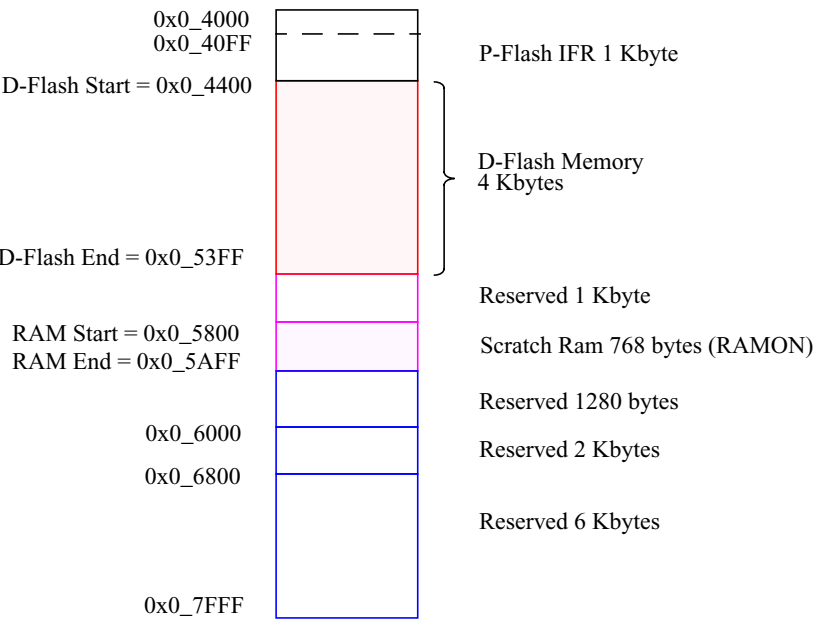 0x0_4000
0x0_40FF
P-Flash IFR 1 Kbyte
D-Flash Start = 0x0_4400
D-Flash Memory
4 Kbytes
D-Flash End = 0x0_53FF
Reserved 1 Kbyte
RAM Start = 0x0_5800
Scratch Ram 768 bytes (RAMON)
RAM End = 0x0_5AFF
Reserved 1280 bytes
0x0_6000
Reserved 2 Kbytes
0x0_6800
Reserved 6 Kbytes
0x0_7FFF